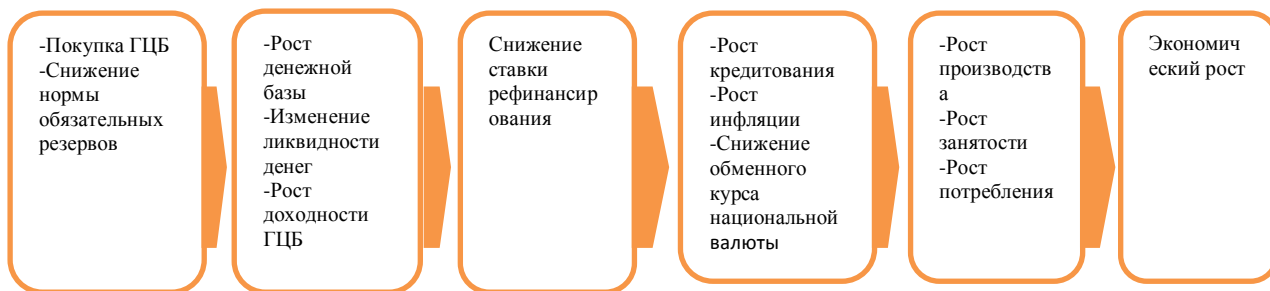 -Покупка ГЦБ
-Снижение
нормы
обязательных
резервов
-Рост
денежной
базы
-Изменение
ликвидности
денег
-Рост
доходности
ГЦБ
Снижение
ставки
рефинансир
ования
-Рост
кредитования
-Рост
инфляции
-Снижение
обменного
курса
национальной
валюты
-Рост
производств
а
-Рост
занятости
-Рост
потребления
Экономич
еский рост